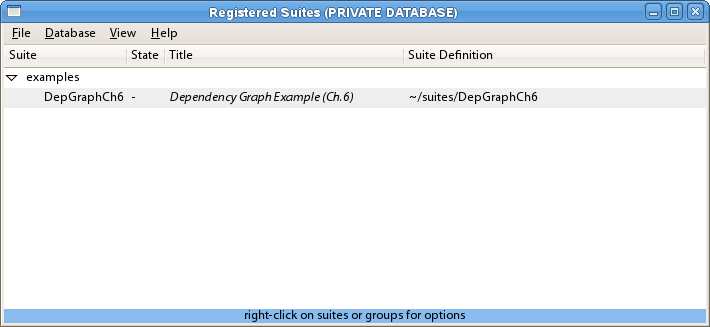 Registered Suites (PRIVATE DATABASE)
File Database View Help
Suite State Title Suite Definition
examples
DepGraphCh6 - Dependency Graph Example (Ch.6) ~/suites/DepGraphCh6
right-click on suites or groups for options